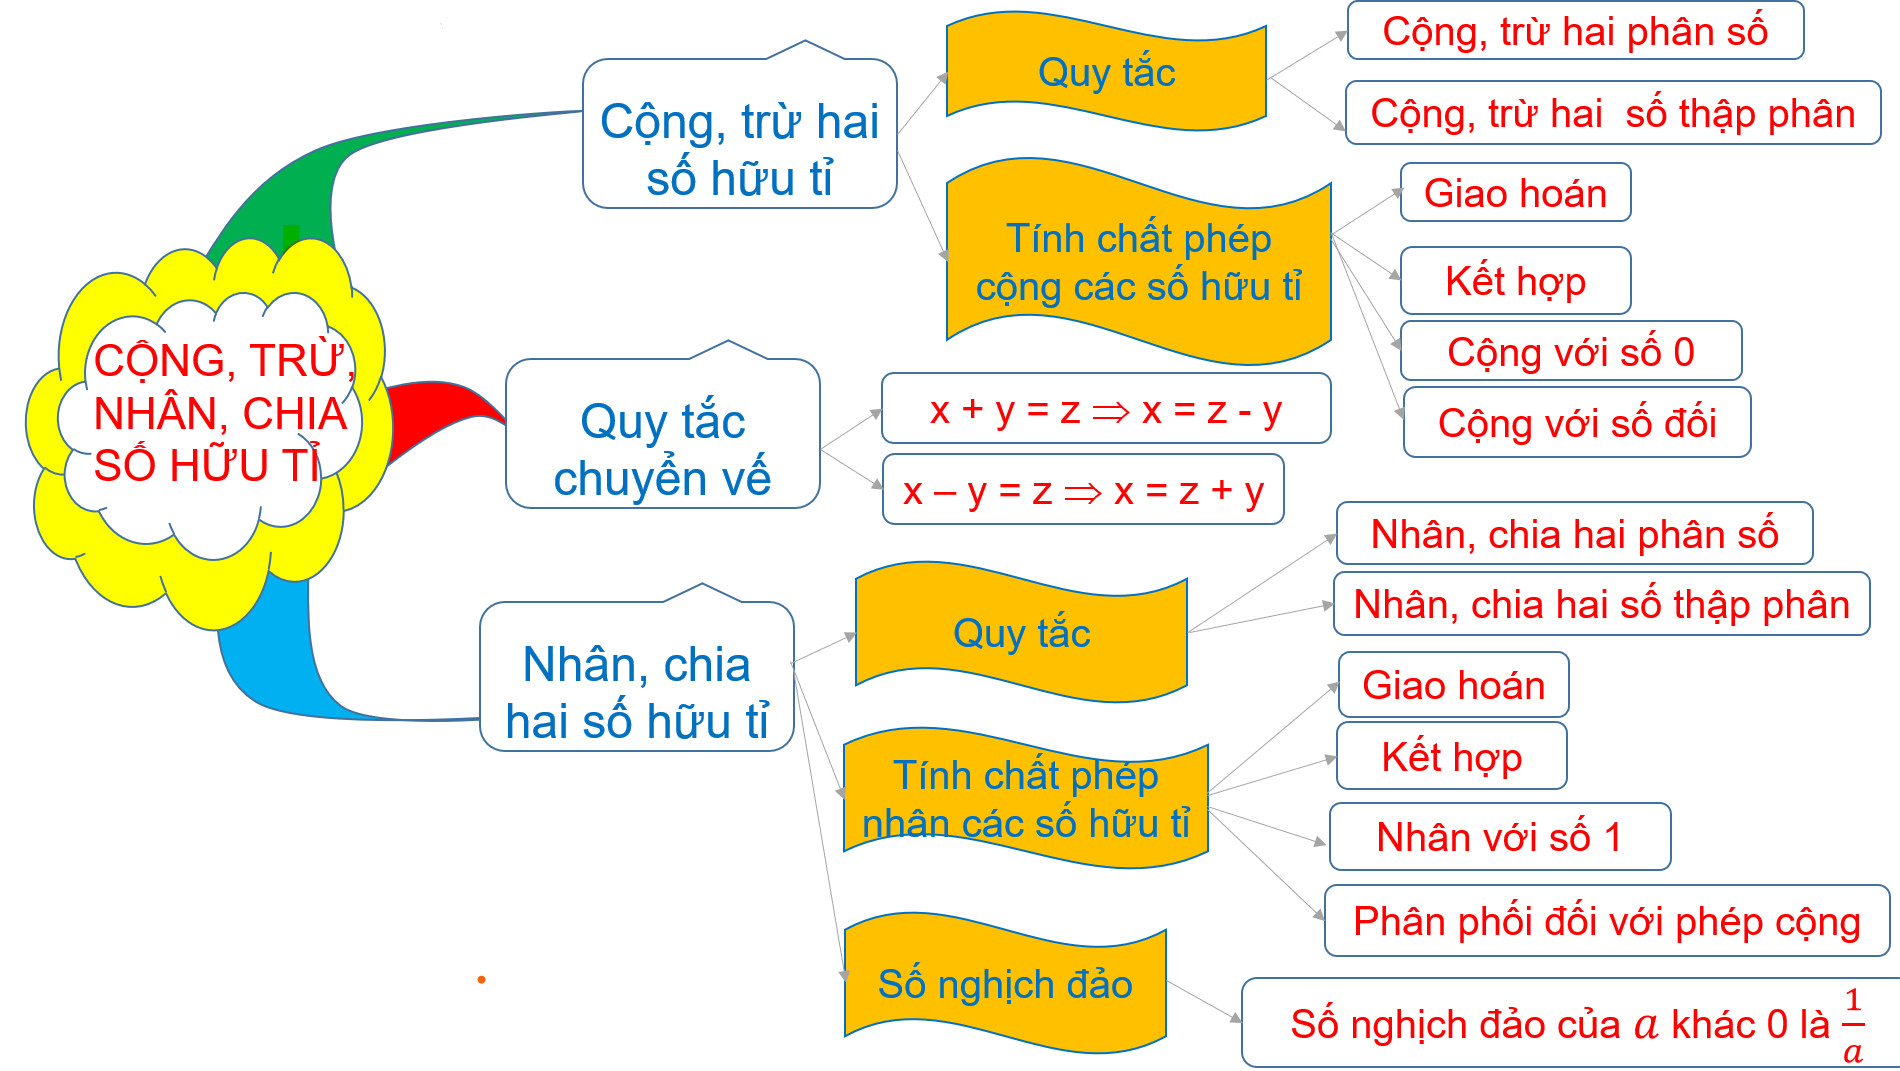 CỘNG, TRỪ,
NHÂN, CHIA
SỐ HỮU TỈ
Cộng, trừ hai
số hữu tỉ
Quy tắc
Cộng, trừ hai phân số
Cộng, trừ hai  số thập phân
Tính chất phép
cộng các số hữu tỉ
Giao hoán
Kết hợp
Cộng với số 0
Cộng với số đối
Quy tắc
chuyển vế
x + y = z ⇒ x = z - y
x – y = z ⇒ x = z + y
Nhân, chia
hai số hữu tỉ
Quy tắc
Nhân, chia hai phân số
Nhân, chia hai số thập phân
Tính chất phép
nhân các số hữu tỉ
Giao hoán
Kết hợp
Nhân với số 1
Phân phối đối với phép cộng
Số nghịch đảo
Số nghịch đảo của a khác 0 là 1/a